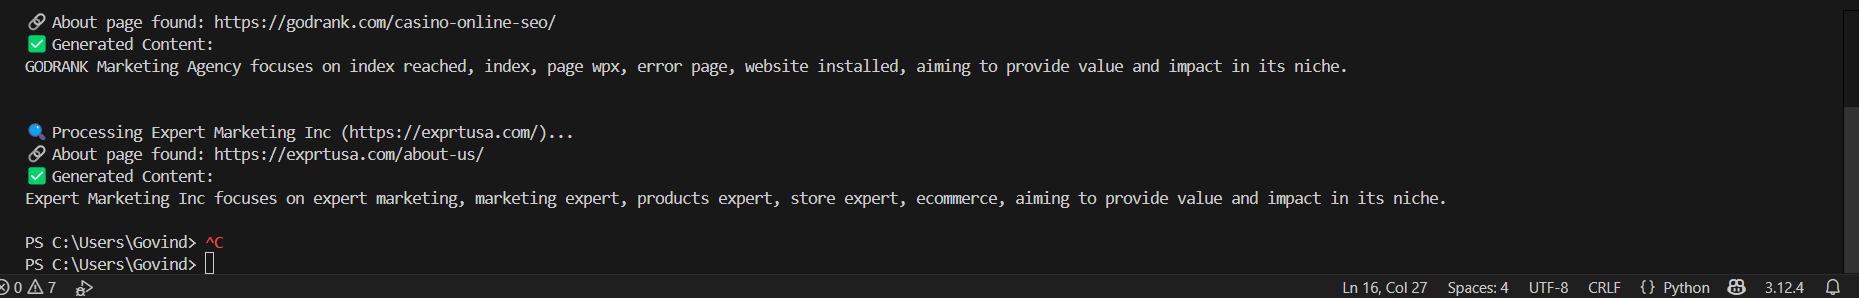 🔗 About page found: https://godrank.com/casino-online-seo/
✅ Generated Content:
GODRANK Marketing Agency focuses on index reached, index, page wpx, error page, website installed, aiming to provide value and impact in its niche.
🔍 Processing Expert Marketing Inc (https://exprtusa.com/)...
🔗 About page found: https://exprtusa.com/about-us/
✅ Generated Content:
Expert Marketing Inc focuses on expert marketing, marketing expert, products expert, store expert, ecommerce, aiming to provide value and impact in its niche.
PS C:\Users\Govind> ^C
PS C:\Users\Govind>
0 7 Ln 16, Col 27 Spaces: 4 UTF-8 CRLF {} Python 3.12.4